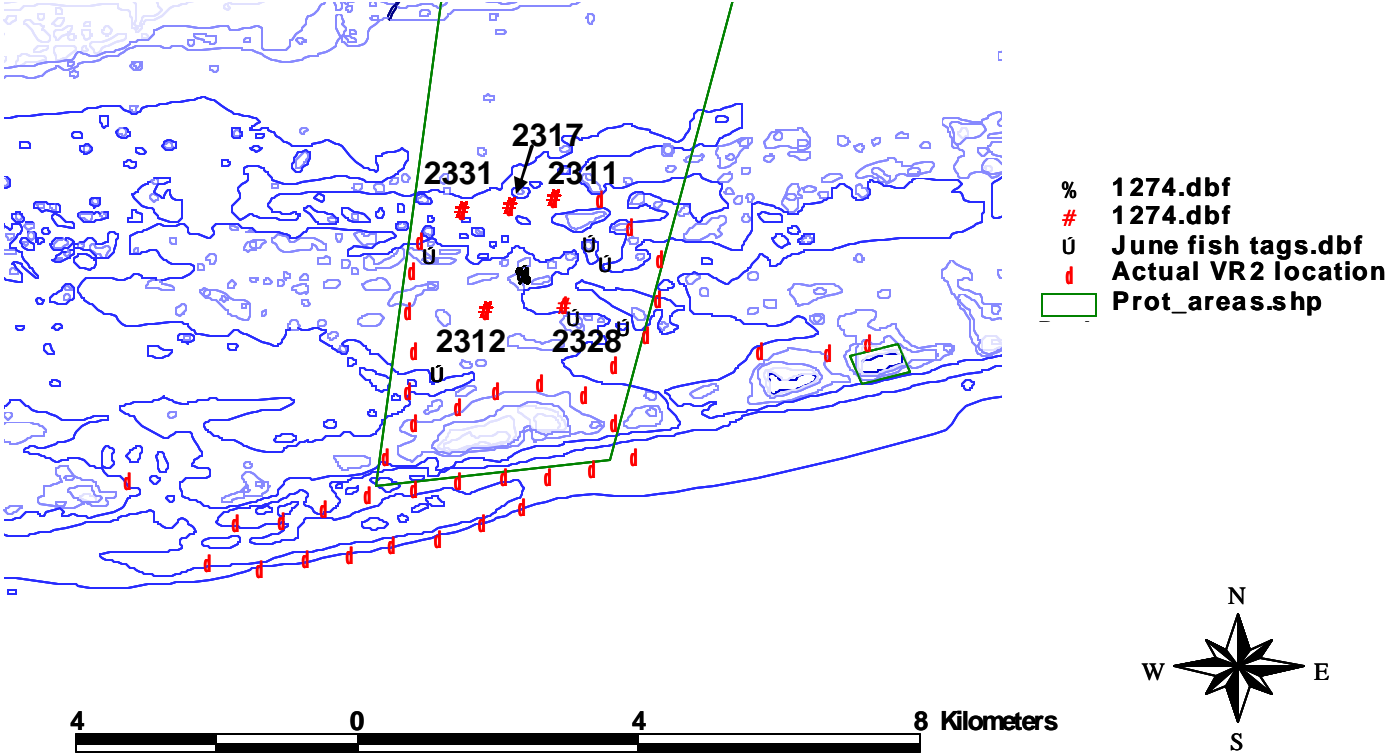 2317
2331
2311
2312
2328
% 1274.dbf
# 1274.dbf
Ú June fish tags.dbf
d Actual VR2 location
Prot_areas.shp
N
W
E
S
4
0
4
8 Kilometers